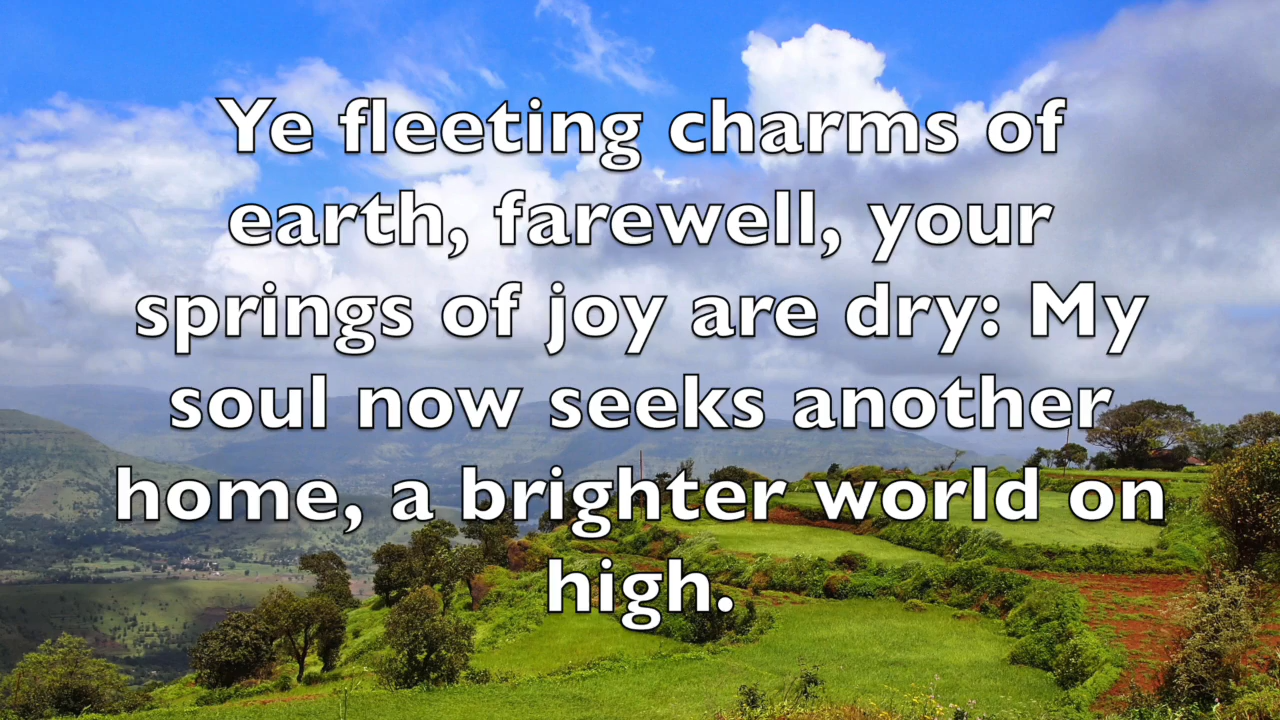 Ye fleeting charms of
earth, farewell, your
springs of joy are dry: My
soul now seeks another
home, a brighter world on
high.